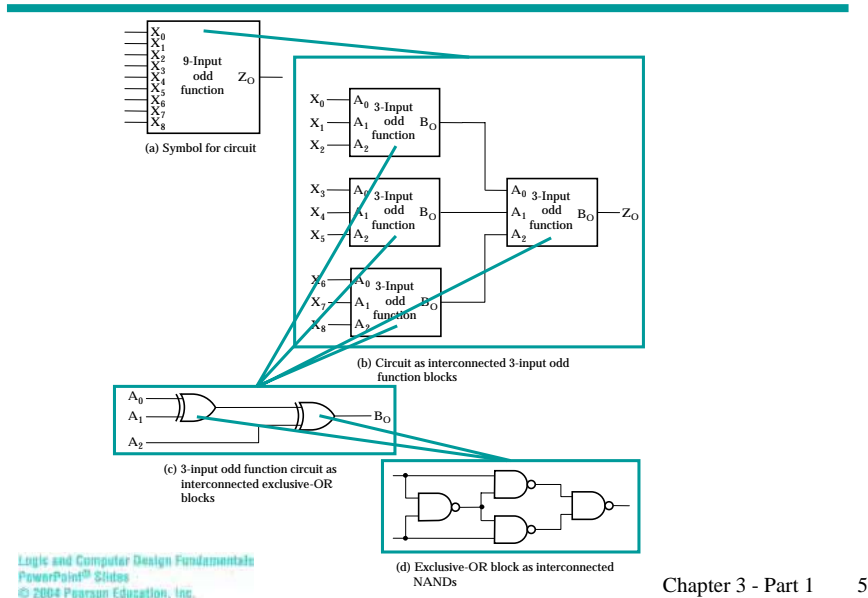 X0
X1
X2
X3
X4
X5
X6
X7
X8
9-Input
odd
function
ZO
(a) Symbol for circuit
X0
X1
X2
A0
A1
A2
3-Input
odd
function
BO
X3
X4
X5
A0
A1
A2
3-Input
odd
function
BO
X6
X7
X8
A0
A1
A2
3-Input
odd
function
BO
A0
A1
A2
3-Input
odd
function
BO
ZO
(b) Circuit as interconnected 3-input odd
function blocks
A0
A1
A2
BO
(c) 3-input odd function circuit as
interconnected exclusive-OR
blocks
(d) Exclusive-OR block as interconnected
NANDs
Logic and Computer Design Fundamentals
PowerPoint® Slides
© 2004 Pearson Education, Inc.
Chapter 3 - Part 1 5